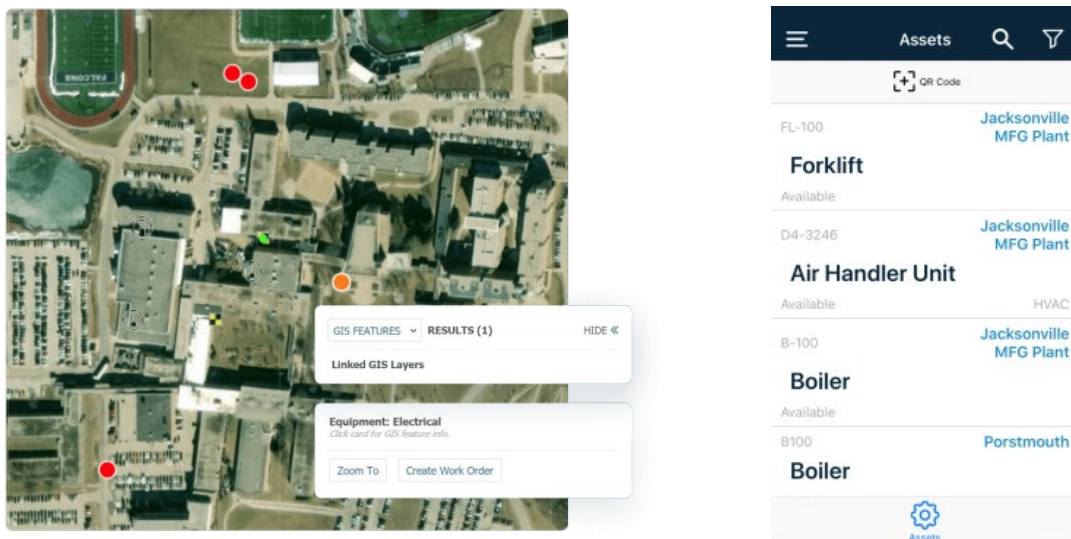 FALCONS
GIS FEATURES RESULTS (1) HIDE
Linked GIS Layers
Equipment: Electrical
Click card for GIS feature info.
Zoom To Create Work Order
Assets
QR Code
FL-100 Jacksonville
MFG Plant
Forklift
Available
D4-3246 Jacksonville
MFG Plant
Air Handler Unit
Available HVAC
B-100 Jacksonville
MFG Plant
Boiler
Available
B100 Porstmouth
Boiler
Assets